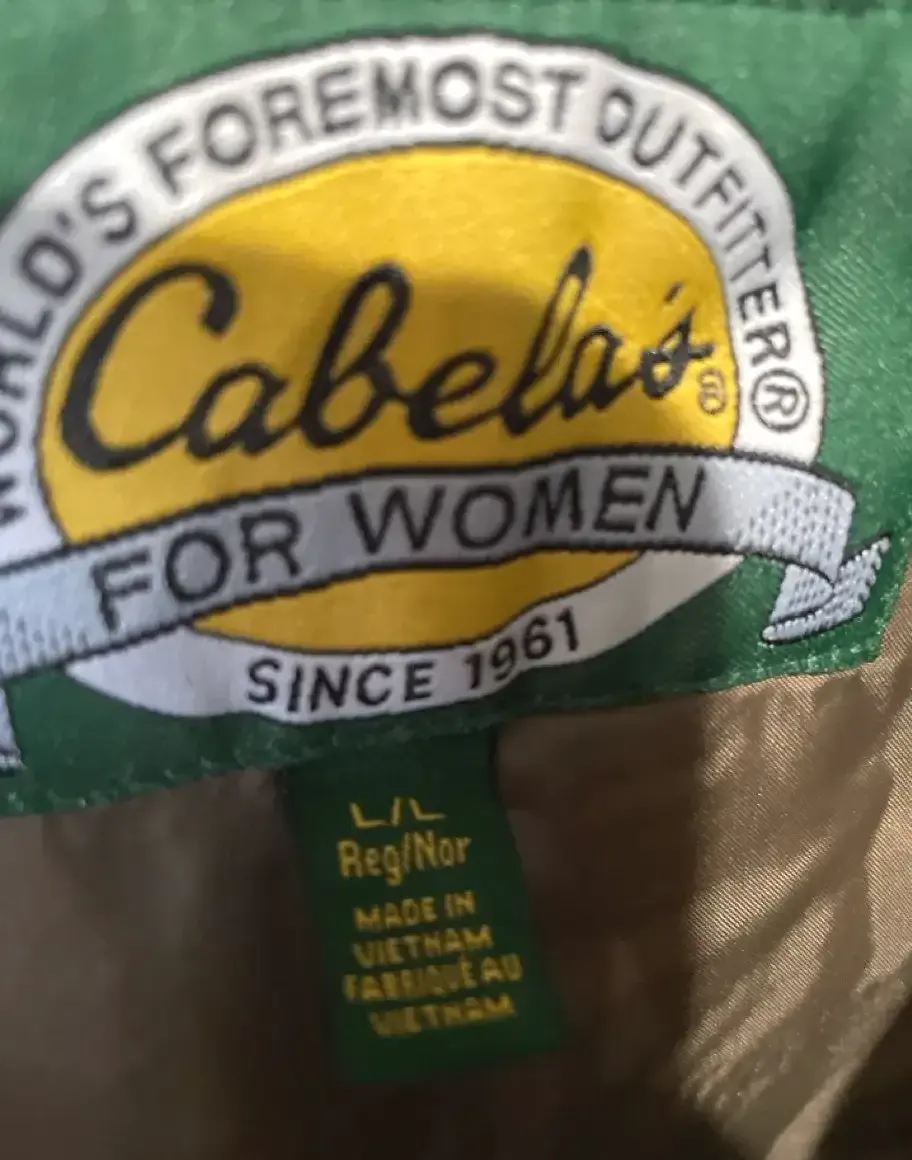 WORLD'S FOREMOST OUTFITTER®
Cabela's®
FOR WOMEN
SINCE 1961
L/L
Reg/Nor
MADE IN
VIETNAM
FABRIQUÉ AU
VIETNAM